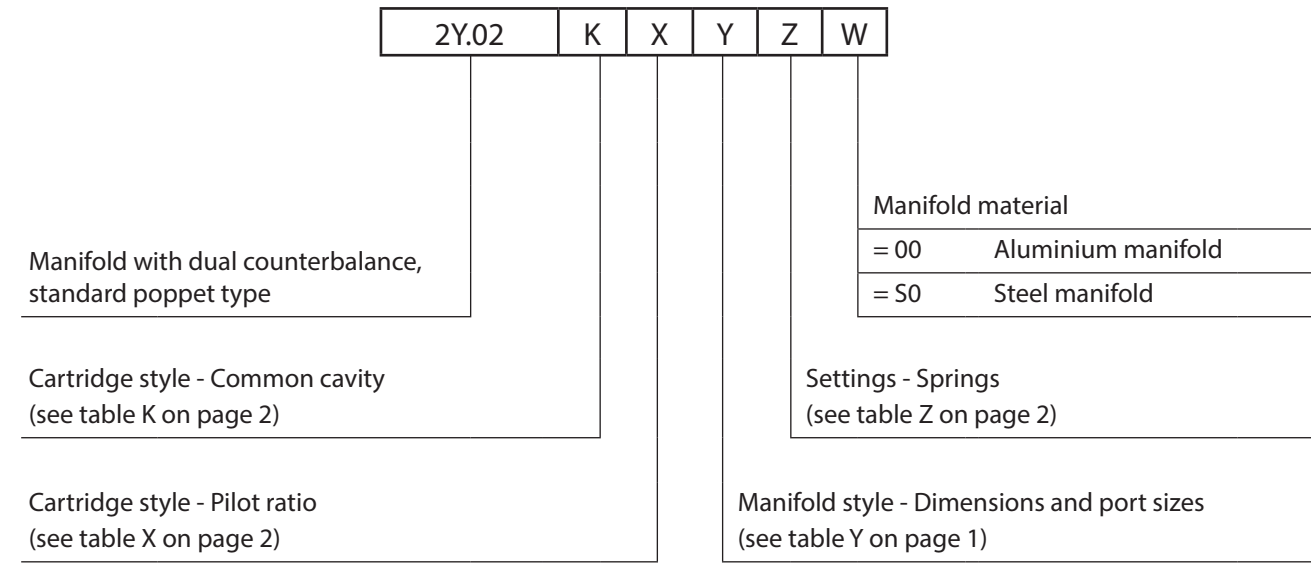 2Y.02 K X Y Z W
Manifold material
= 00 Aluminium manifold
= S0 Steel manifold
Manifold with dual counterbalance,
standard poppet type
Cartridge style - Common cavity
(see table K on page 2)
Settings - Springs
(see table Z on page 2)
Cartridge style - Pilot ratio
(see table X on page 2)
Manifold style - Dimensions and port sizes
(see table Y on page 1)